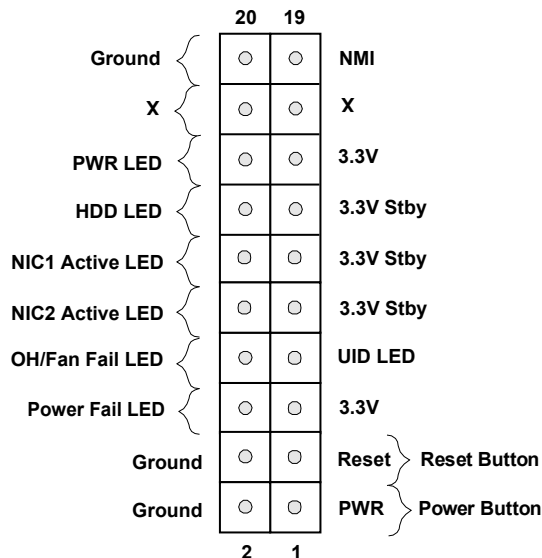 20 19
Ground NMI
X X
PWR LED 3.3V
HDD LED 3.3V Stby
NIC1 Active LED 3.3V Stby
NIC2 Active LED 3.3V Stby
OH/Fan Fail LED UID LED
Power Fail LED 3.3V
Ground Reset Reset Button
Ground PWR Power Button
2 1